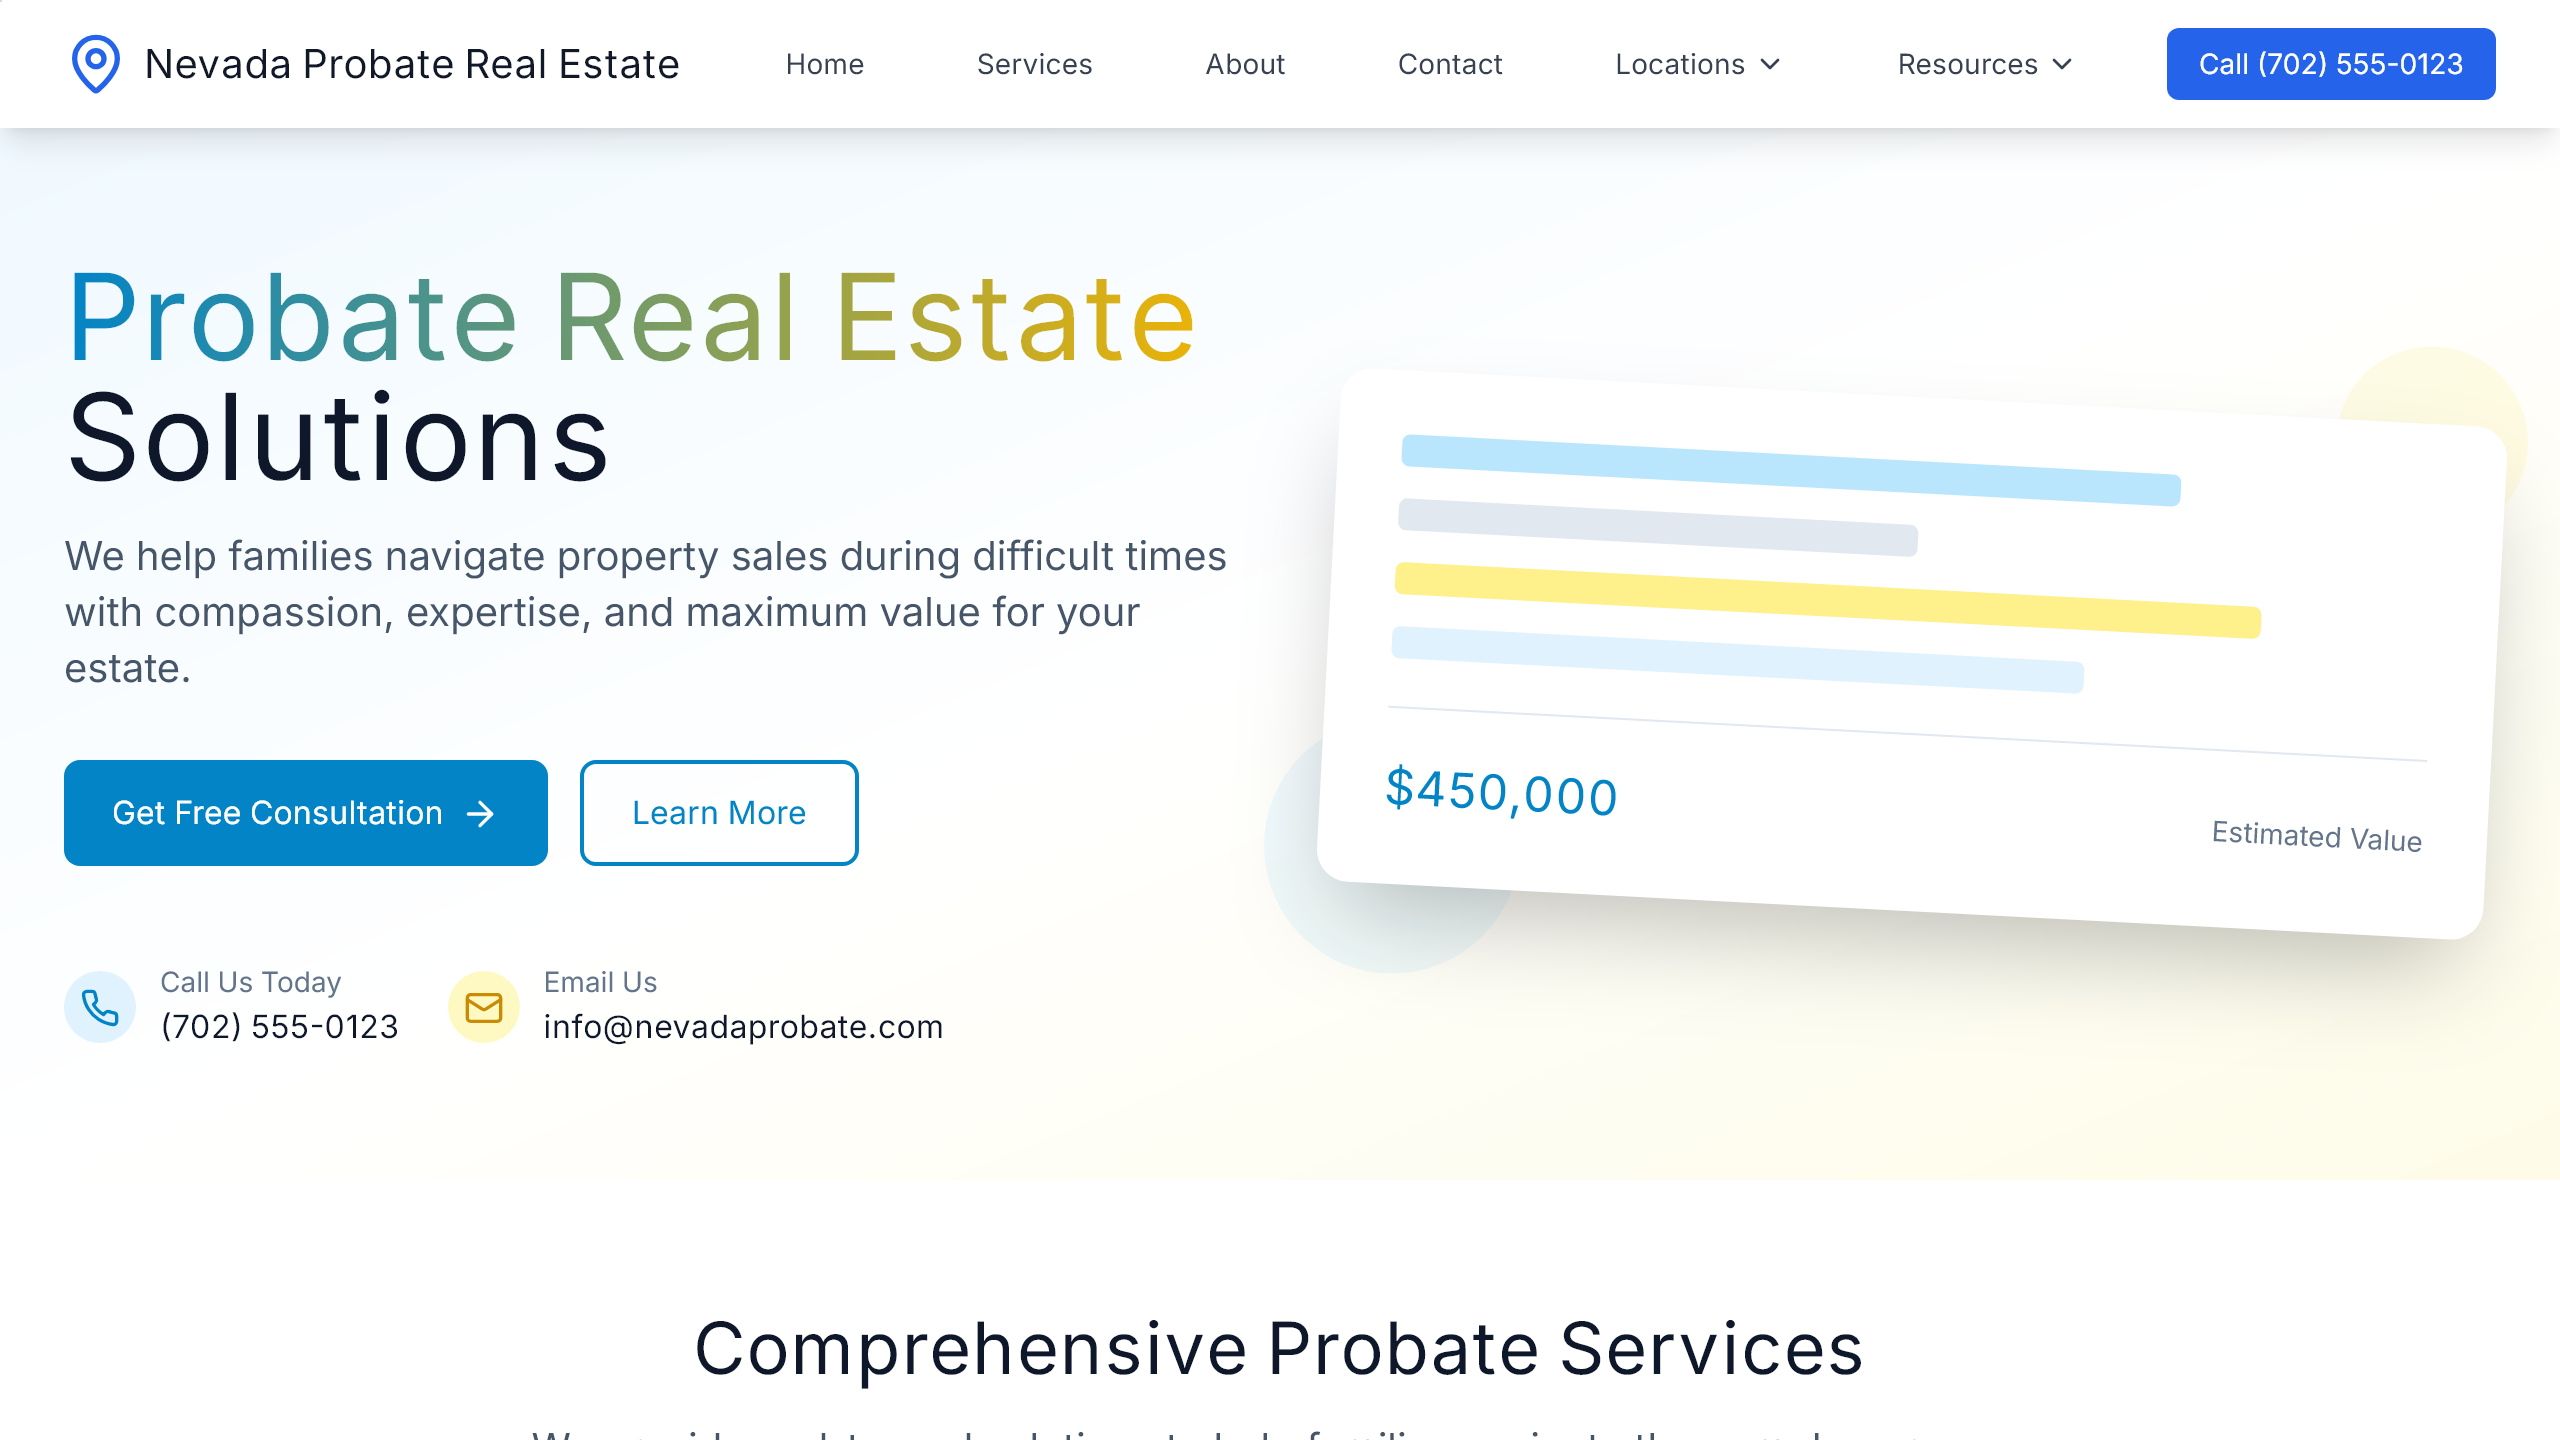 Nevada Probate Real Estate
Home
Services
About
Contact
Locations
Resources
Call (702) 555-0123
Probate Real Estate
Solutions
We help families navigate property sales during difficult times
with compassion, expertise, and maximum value for your
estate.
Get Free Consultation
Learn More
Call Us Today
(702) 555-0123
Email Us
info@nevadaprobate.com
$450,000
Estimated Value
Comprehensive Probate Services